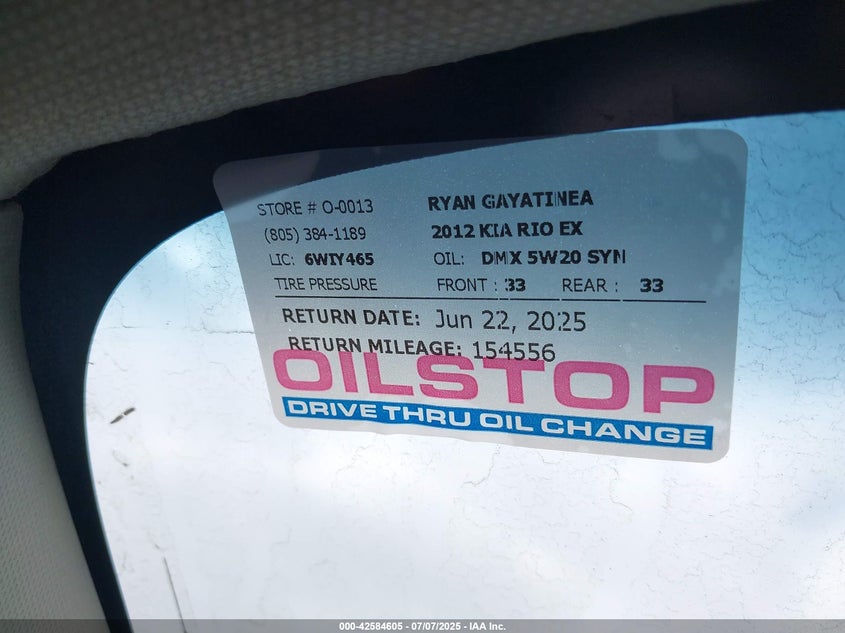 STORE # O-0013 RYAN GAYATINEA
(805) 384-1189 2012 KIA RIO EX
LIC: 6WIY465 OIL: DMX 5W20 SYN
TIRE PRESSURE FRONT : 33 REAR : 33
RETURN DATE: Jun 22, 2025
RETURN MILEAGE: 154556
OILSTOP
DRIVE THRU OIL CHANGE
000-42584605 / 07/07/2025 - IAA Inc.